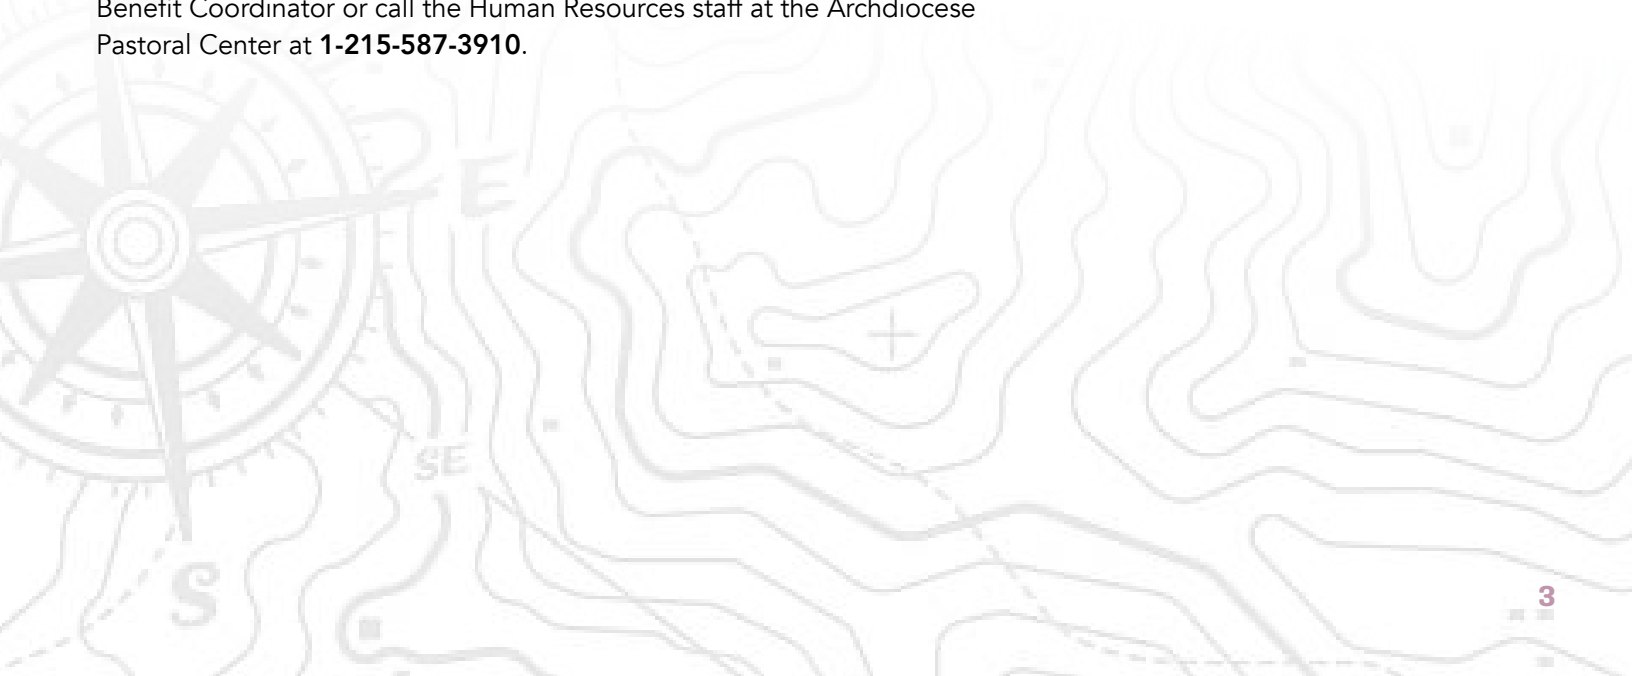 Benefit Coordinator or call the Human Resources staff at the Archdiocese
Pastoral Center at 1-215-587-3910.
E
SE
S
3